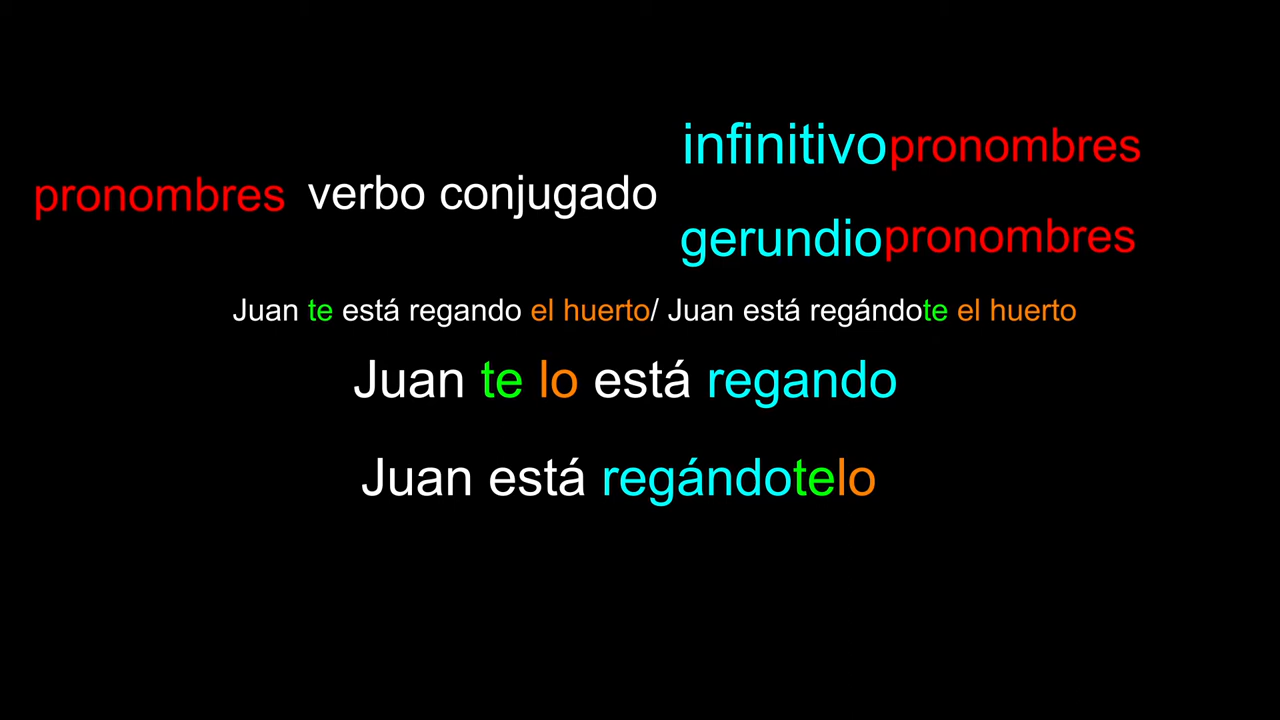 infinitivopronombres
pronombres verbo conjugado
gerundiopronombres
Juan te está regando el huerto/ Juan está regándote el huerto
Juan te lo está regando
Juan está regándotelo